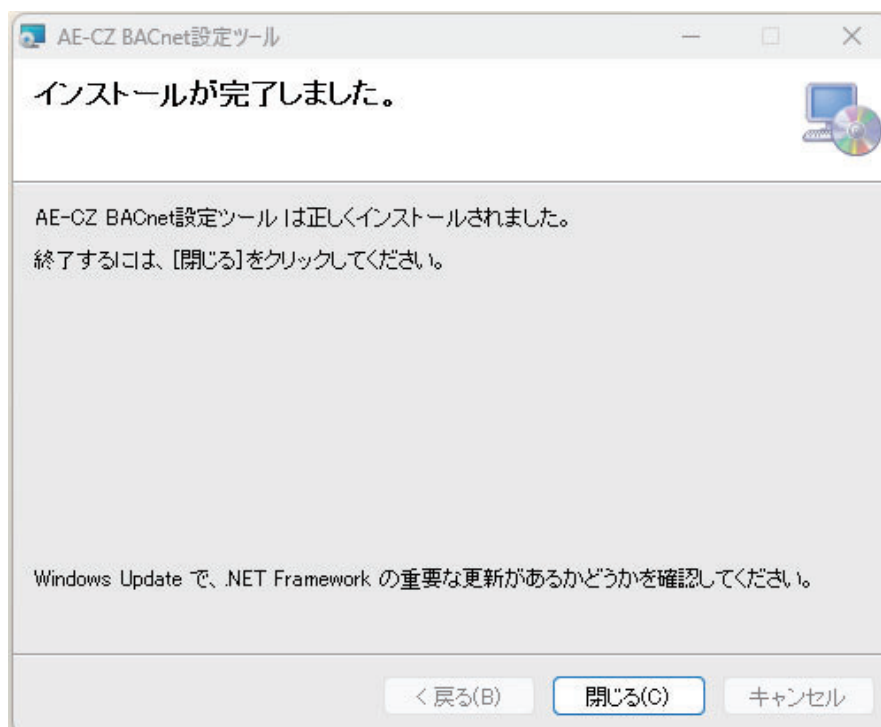 AE-CZ BACnet設定ツール
インストールが完了しました。
AE-CZ BACnet設定ツール は正しくインストールされました。
終了するには、[閉じる]をクリックしてください。
Windows Update で、.NET Framework の重要な更新があるかどうかを確認してください。
< 戻る(B)
閉じる(C)
キャンセル